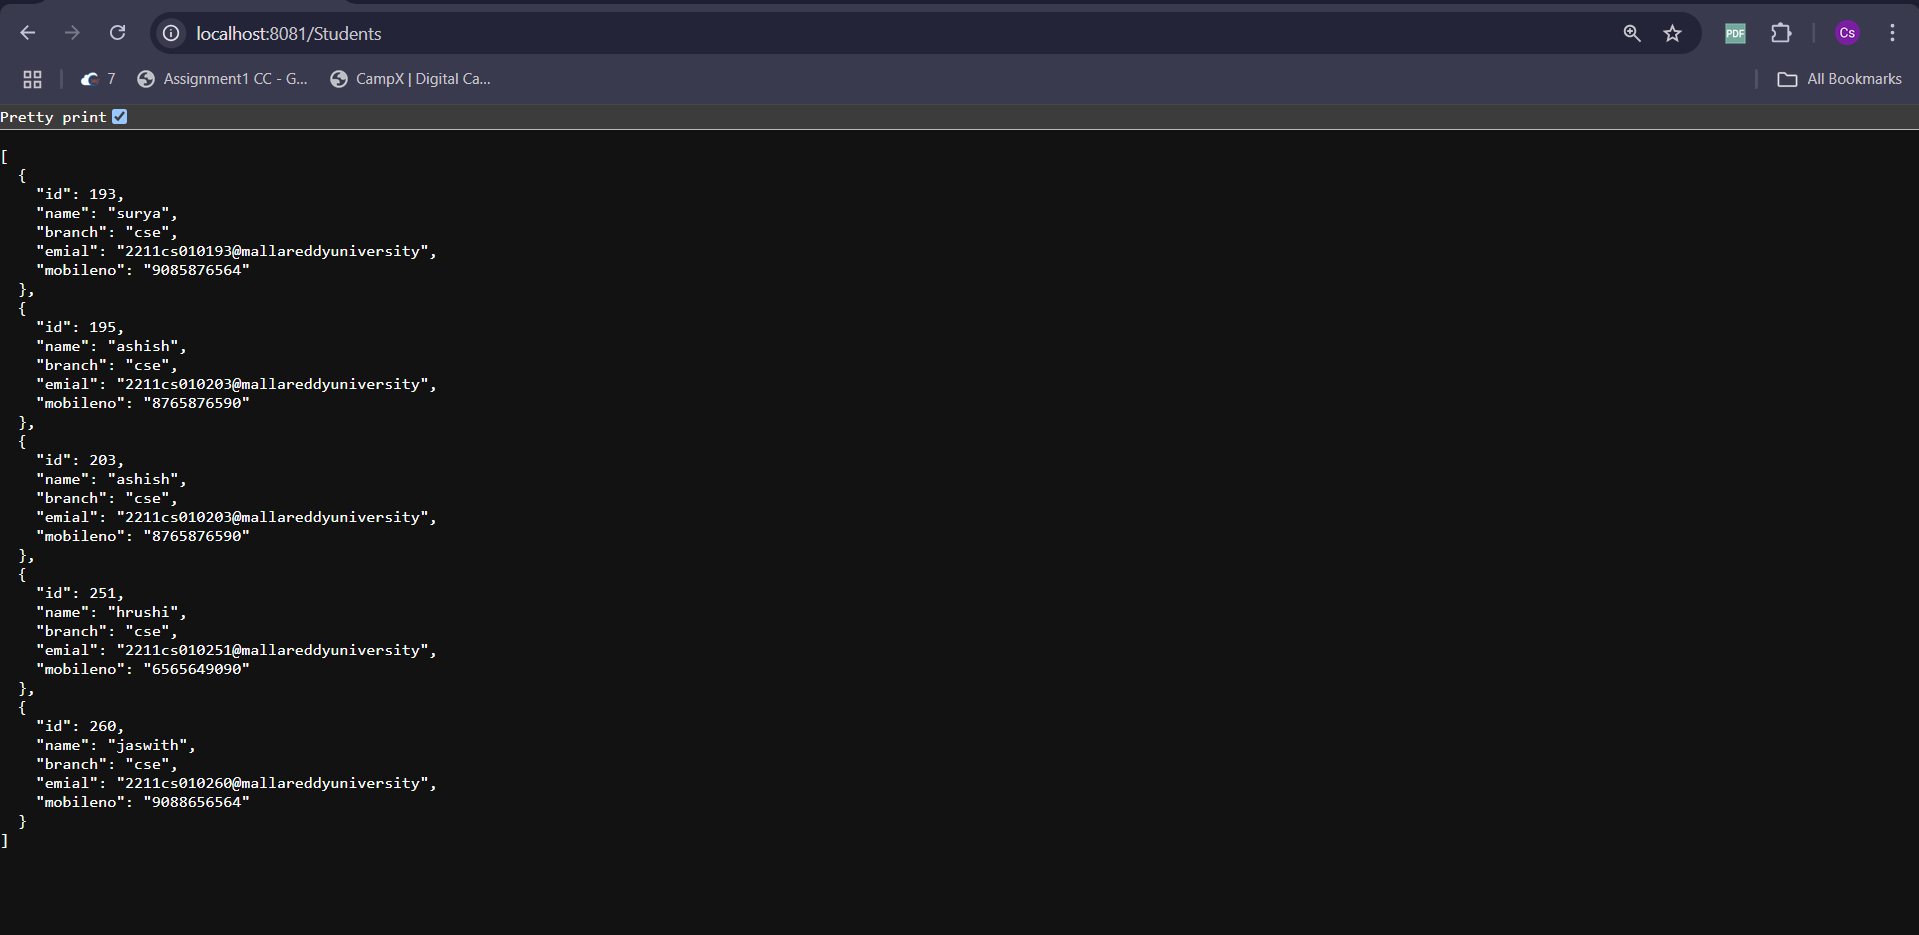 localhost:8081/Students
PDF
Cs
7
Assignment1 CC - G...
CampX | Digital Ca...
All Bookmarks
Pretty print
[
  {
    "id": 193,
    "name": "surya",
    "branch": "cse",
    "emial": "2211cs010193@mallareddyuniversity",
    "mobileno": "9085876564"
  },
  {
    "id": 195,
    "name": "ashish",
    "branch": "cse",
    "emial": "2211cs010203@mallareddyuniversity",
    "mobileno": "8765876590"
  },
  {
    "id": 203,
    "name": "ashish",
    "branch": "cse",
    "emial": "2211cs010203@mallareddyuniversity",
    "mobileno": "8765876590"
  },
  {
    "id": 251,
    "name": "hrushi",
    "branch": "cse",
    "emial": "2211cs010251@mallareddyuniversity",
    "mobileno": "6565649090"
  },
  {
    "id": 260,
    "name": "jaswith",
    "branch": "cse",
    "emial": "2211cs010260@mallareddyuniversity",
    "mobileno": "9088656564"
  }
]